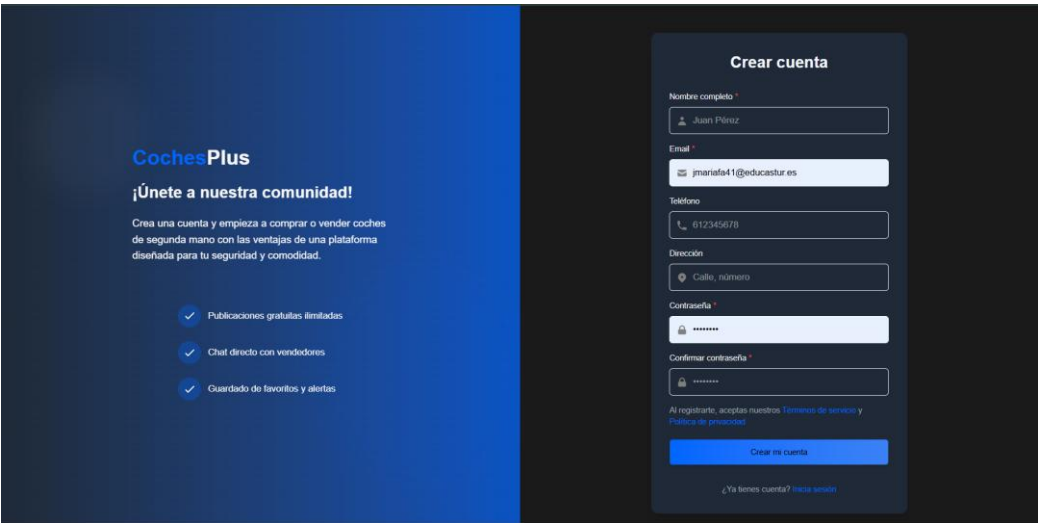 CochesPlus
¡Únete a nuestra comunidad!
Crea una cuenta y empieza a comprar o vender coches
de segunda mano con las ventajas de una plataforma
diseñada para tu seguridad y comodidad.
Publicaciones gratuitas ilimitadas
Chat directo con vendedores
Guardado de favoritos y alertas
Crear cuenta
Nombre completo *
Juan Pérez
Email *
jmariafa41@educastur.es
Teléfono
612345678
Dirección
Calle, número
Contraseña *
••••••••
Confirmar contraseña *
••••••••
Al registrarte, aceptas nuestros Términos de servicio y
Política de privacidad
Crear mi cuenta
¿Ya tienes cuenta? Inicia sesión